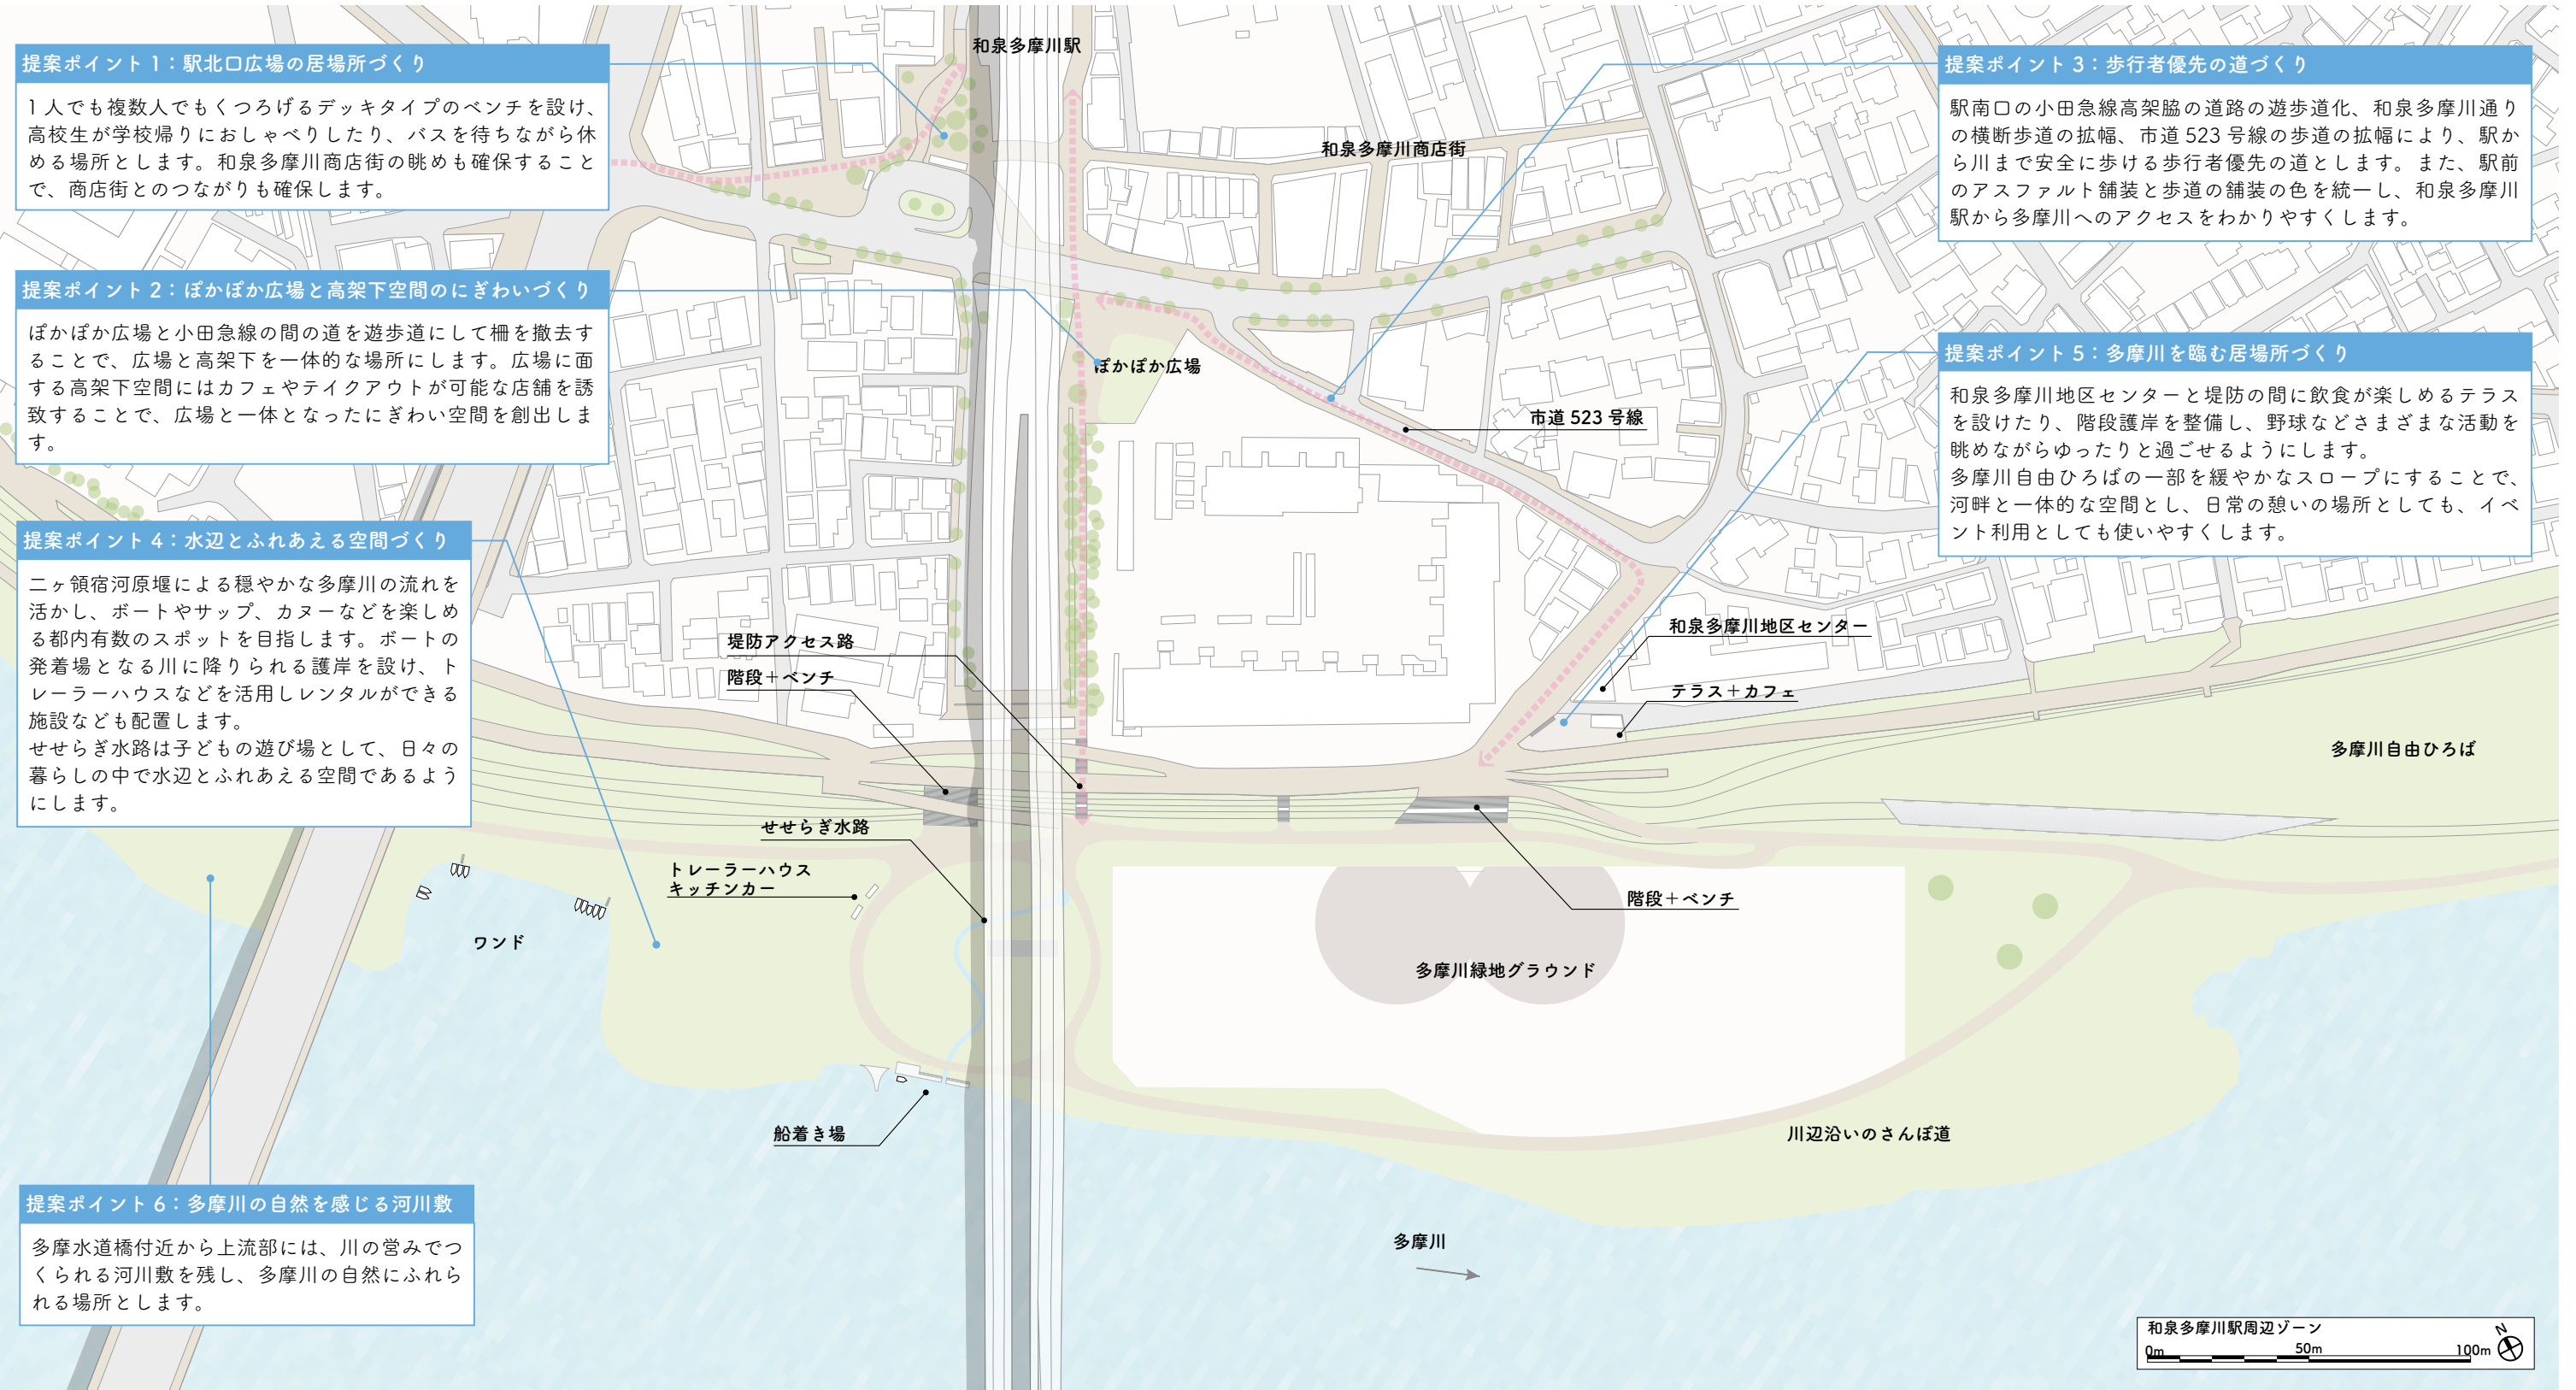 和泉多摩川駅
提案ポイント 1：駅北口広場の居場所づくり
1 人でも複数人でもくつろげるデッキタイプのベンチを設け、
高校生が学校帰りにおしゃべりしたり、バスを待ちながら休
める場所とします。和泉多摩川商店街の眺めも確保すること
で、商店街とのつながりも確保します。
提案ポイント 2：ぽかぽか広場と高架下空間のにぎわいづくり
ぽかぽか広場と小田急線の間の道を遊歩道にして柵を撤去す
ることで、広場と高架下を一体的な場所にします。広場に面
する高架下空間にはカフェやテイクアウトが可能な店舗を誘
致することで、広場と一体となったにぎわい空間を創出しま
す。
提案ポイント 3：歩行者優先の道づくり
駅南口の小田急線高架脇の道路の遊歩道化、和泉多摩川通り
の横断歩道の拡幅、市道 523 号線の歩道の拡幅により、駅か
ら川まで安全に歩ける歩行者優先の道とします。また、駅前
のアスファルト舗装と歩道の舗装の色を統一し、和泉多摩川
駅から多摩川へのアクセスをわかりやすくします。
提案ポイント 4：水辺とふれあえる空間づくり
二ヶ領宿河原堰による穏やかな多摩川の流れを
活かし、ボートやサップ、カヌーなどを楽しめ
る都内有数のスポットを目指します。ボートの
発着場となる川に降りられる護岸を設け、ト
レーラーハウスなどを活用しレンタルができる
施設なども配置します。
せせらぎ水路は子どもの遊び場として、日々の
暮らしの中で水辺とふれあえる空間であるよう
にします。
提案ポイント 5：多摩川を臨む居場所づくり
和泉多摩川地区センターと堤防の間に飲食が楽しめるテラス
を設けたり、階段護岸を整備し、野球などさまざまな活動を
眺めながらゆったりと過ごせるようにします。
多摩川自由ひろばの一部を緩やかなスロープにすることで、
河畔と一体的な空間とし、日常の憩いの場所としても、イベ
ント利用としても使いやすくします。
提案ポイント 6：多摩川の自然を感じる河川敷
多摩水道橋付近から上流部には、川の営みでつ
くられる河川敷を残し、多摩川の自然にふれら
れる場所とします。
和泉多摩川商店街
ぽかぽか広場
市道 523 号線
和泉多摩川地区センター
堤防アクセス路
階段＋ベンチ
テラス＋カフェ
多摩川自由ひろば
せせらぎ水路
トレーラーハウス
キッチンカー
階段＋ベンチ
ワンド
多摩川緑地グラウンド
船着き場
川辺沿いのさんぽ道
多摩川
和泉多摩川駅周辺ゾーン
0m 50m 100m
N